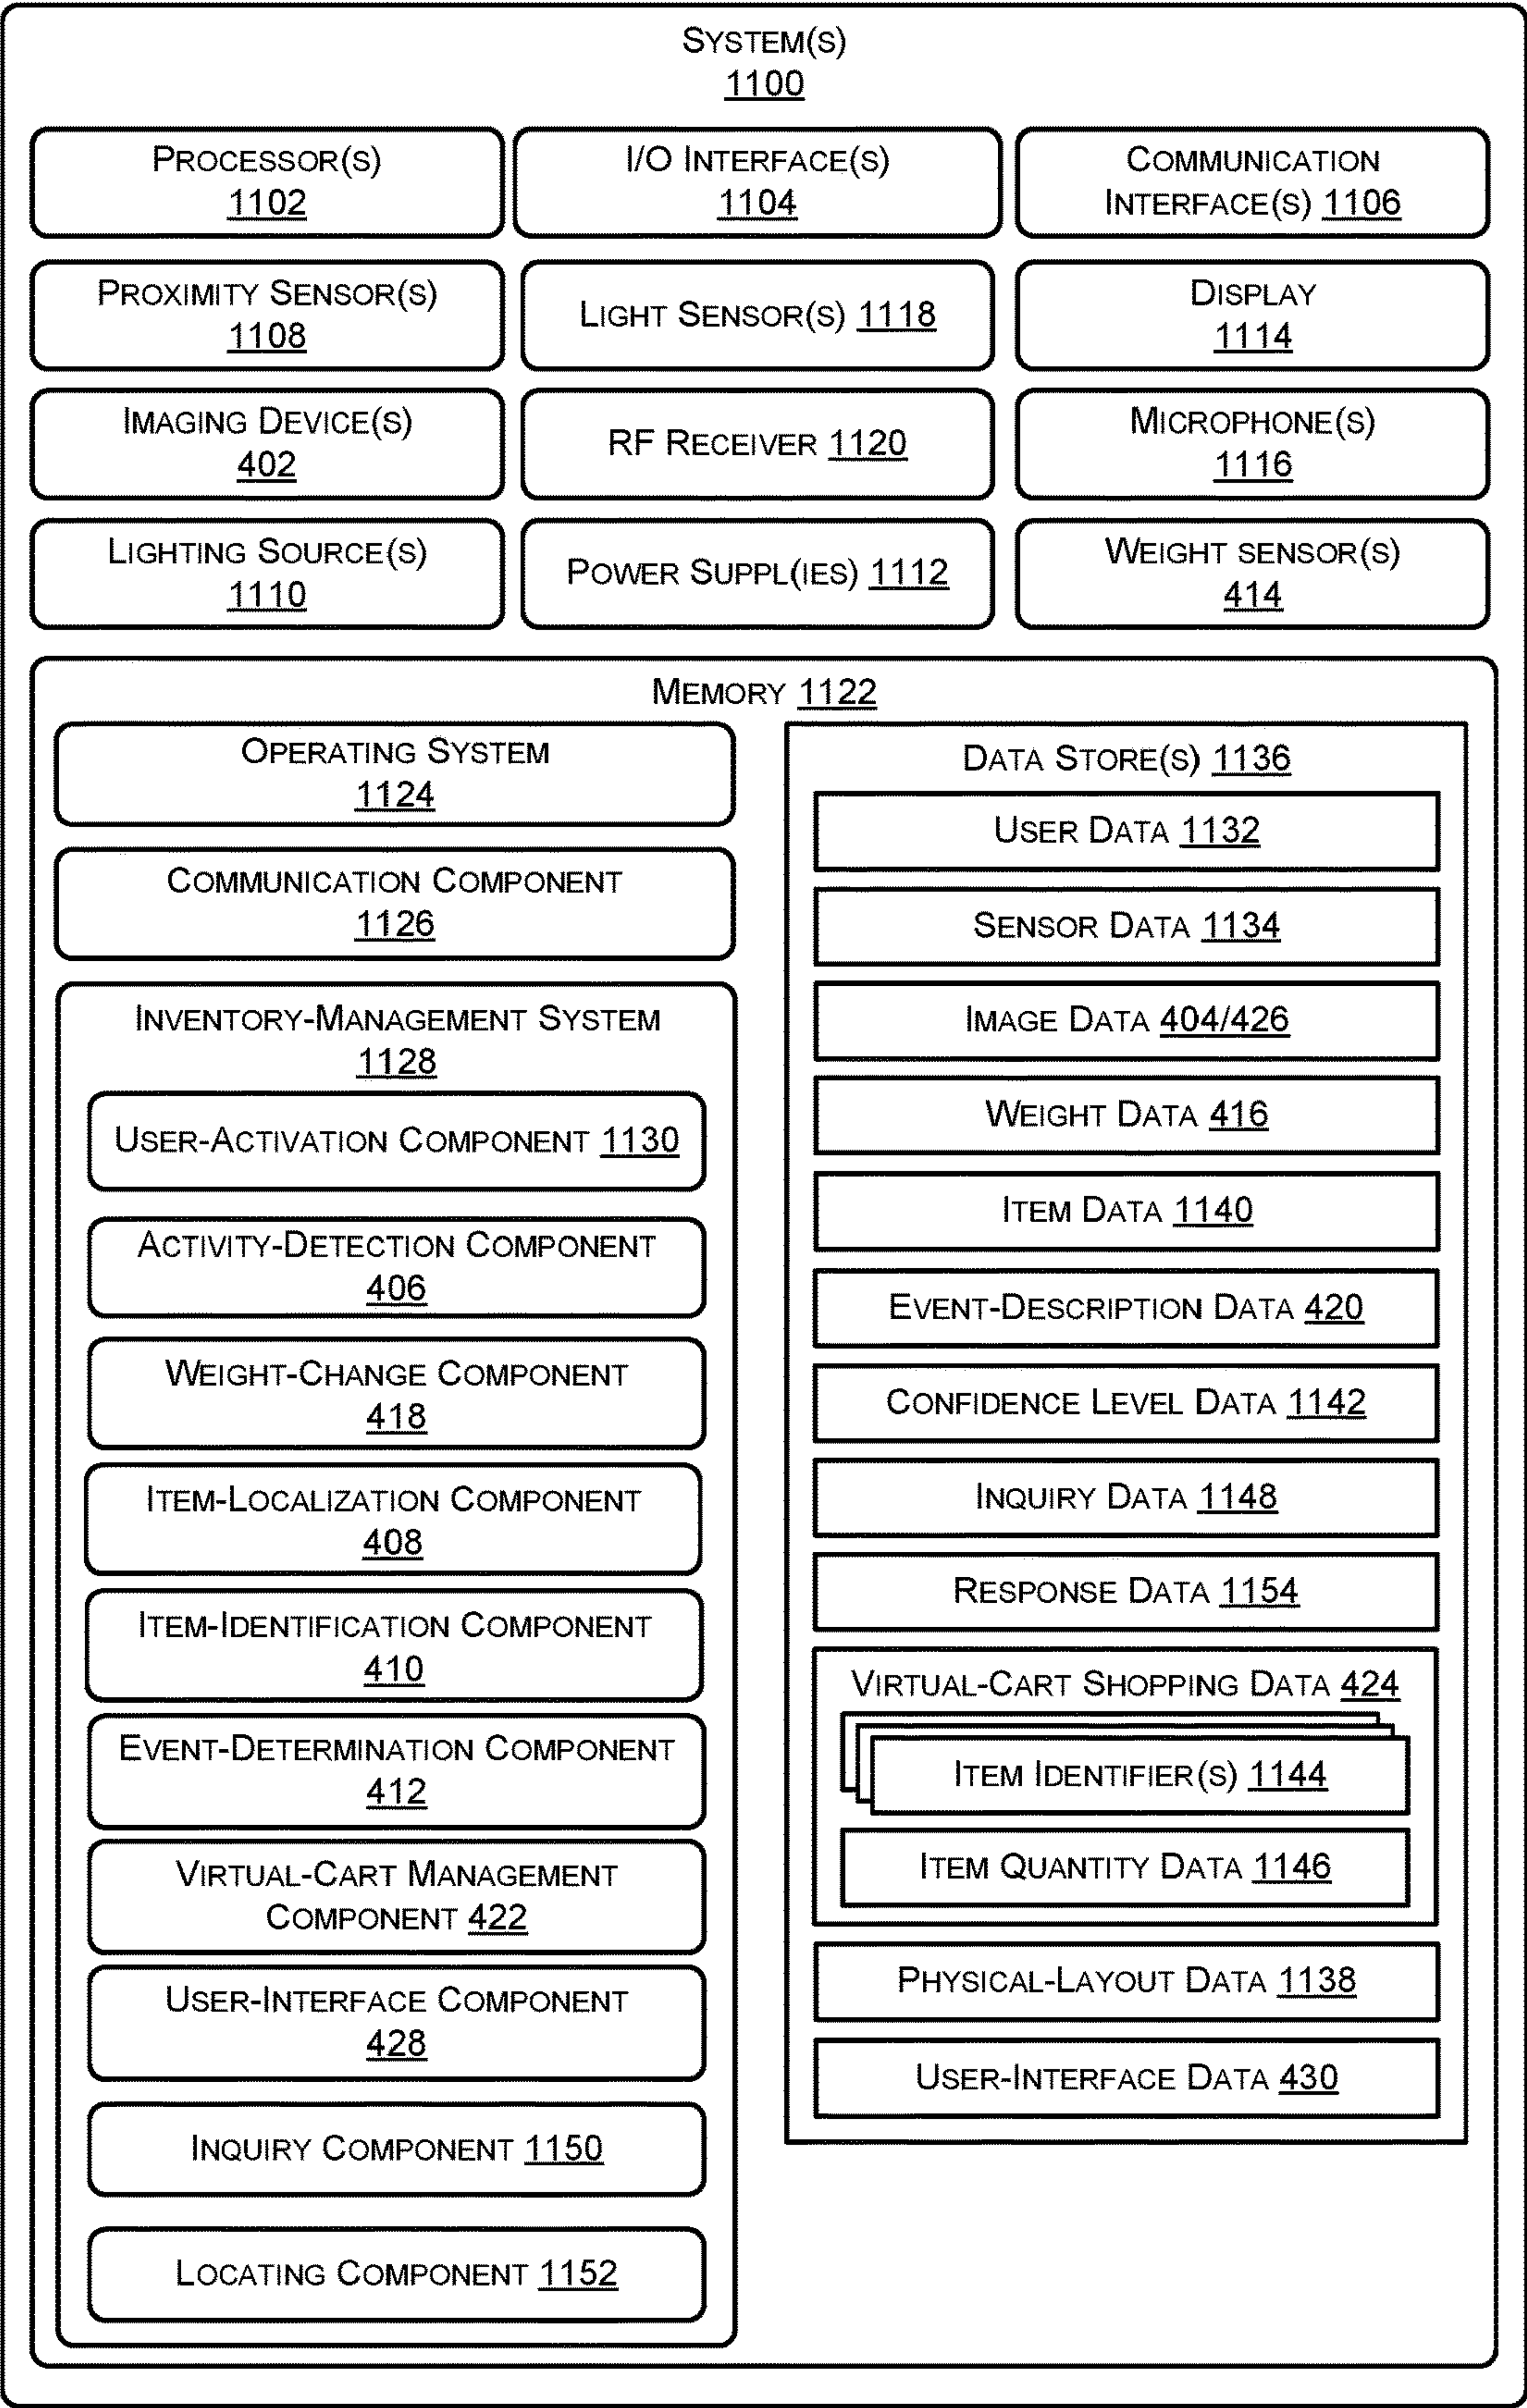 SYSTEM(S)
1100
PROCESSOR(S)
1102
I/O INTERFACE(S)
1104
COMMUNICATION
INTERFACE(S) 1106
PROXIMITY SENSOR(S)
1108
LIGHT SENSOR(S) 1118
DISPLAY
1114
IMAGING DEVICE(S)
402
RF RECEIVER 1120
MICROPHONE(S)
1116
LIGHTING SOURCE(S)
1110
POWER SUPPL(IES) 1112
WEIGHT SENSOR(S)
414
MEMORY 1122
OPERATING SYSTEM
1124
COMMUNICATION COMPONENT
1126
INVENTORY-MANAGEMENT SYSTEM
1128
USER-ACTIVATION COMPONENT 1130
ACTIVITY-DETECTION COMPONENT
406
WEIGHT-CHANGE COMPONENT
418
ITEM-LOCALIZATION COMPONENT
408
ITEM-IDENTIFICATION COMPONENT
410
EVENT-DETERMINATION COMPONENT
412
VIRTUAL-CART MANAGEMENT
COMPONENT 422
USER-INTERFACE COMPONENT
428
INQUIRY COMPONENT 1150
LOCATING COMPONENT 1152
DATA STORE(S) 1136
USER DATA 1132
SENSOR DATA 1134
IMAGE DATA 404/426
WEIGHT DATA 416
ITEM DATA 1140
EVENT-DESCRIPTION DATA 420
CONFIDENCE LEVEL DATA 1142
INQUIRY DATA 1148
RESPONSE DATA 1154
VIRTUAL-CART SHOPPING DATA 424
ITEM IDENTIFIER(S) 1144
ITEM QUANTITY DATA 1146
PHYSICAL-LAYOUT DATA 1138
USER-INTERFACE DATA 430